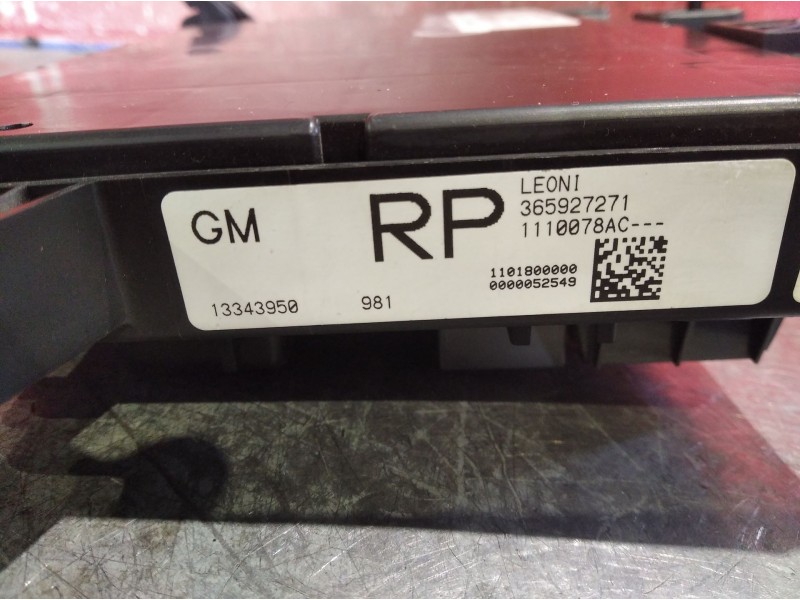 GM
RP
LEONI
365927271
1110078AC---
1101800000
0000052549
13343950
981